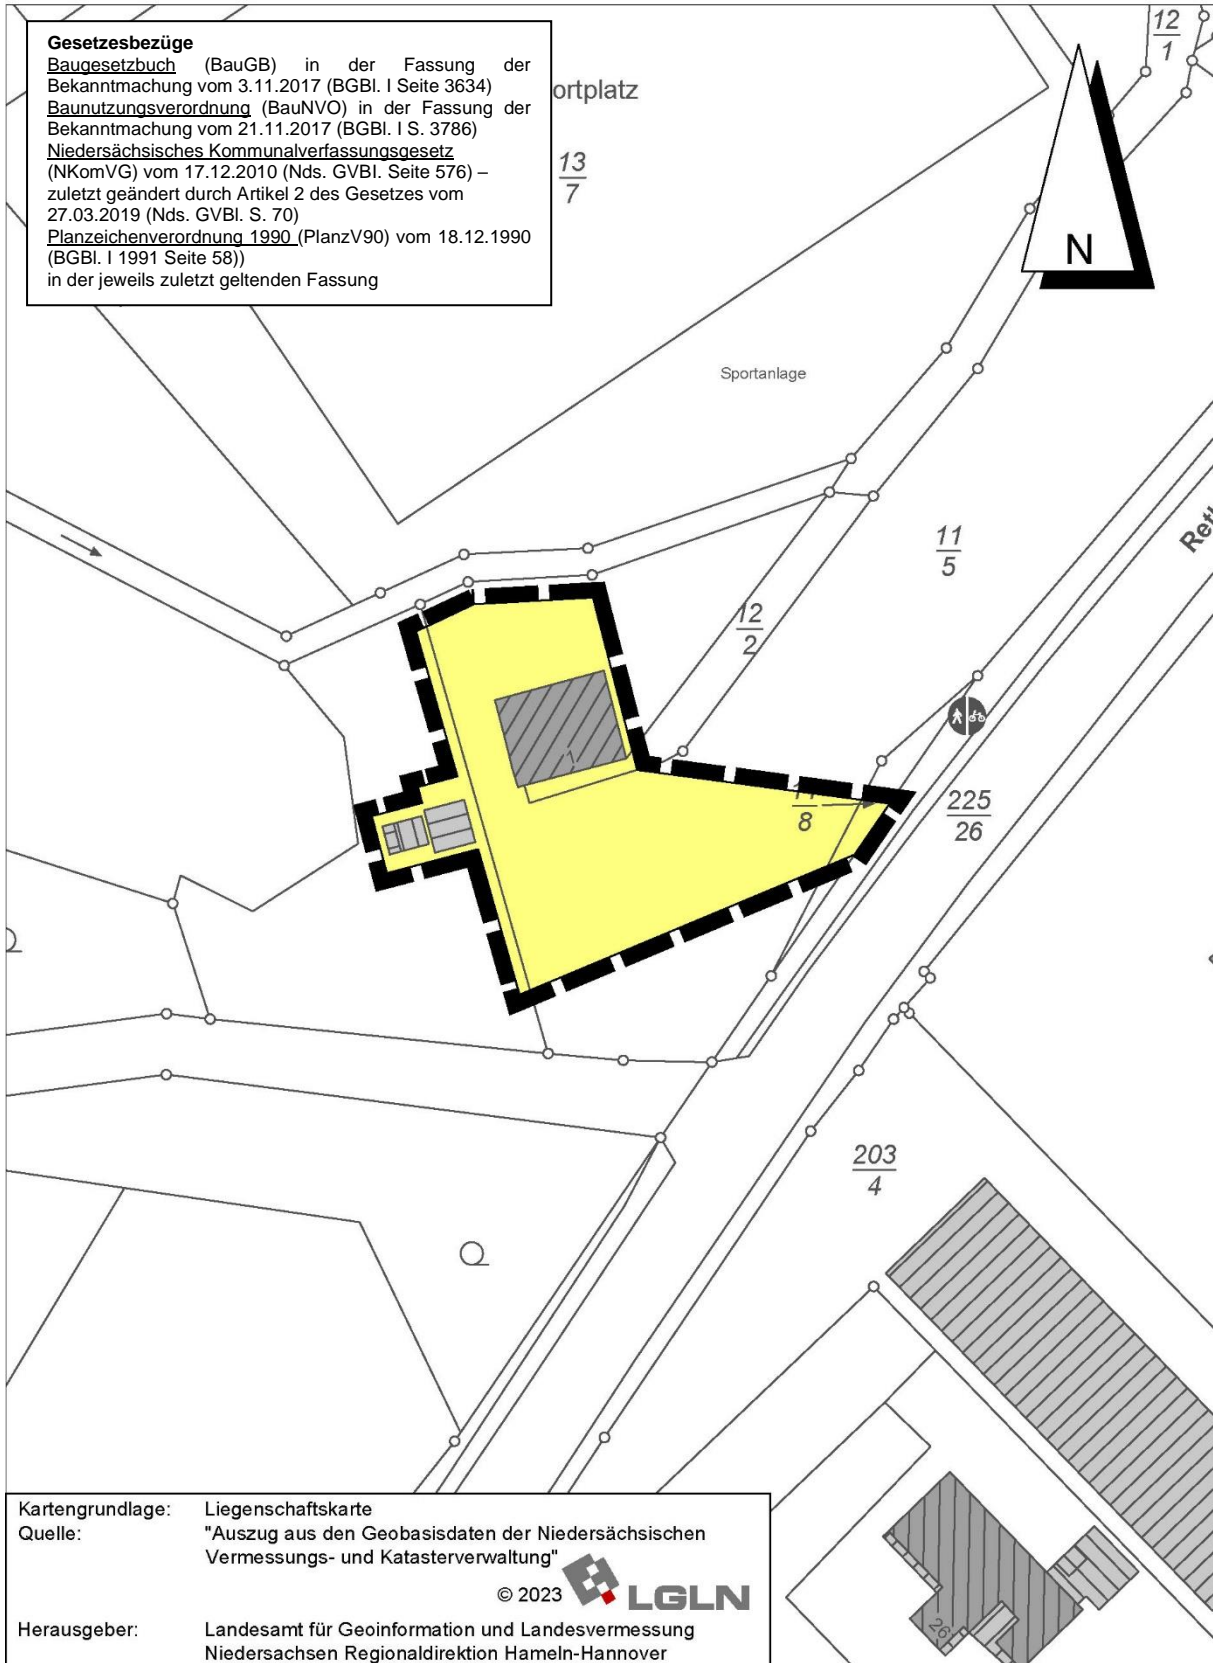 Gesetzesbezüge
Baugesetzbuch (BauGB) in der Fassung der
Bekanntmachung vom 3.11.2017 (BGBl. I Seite 3634)
Baunutzungsverordnung (BauNVO) in der Fassung der
Bekanntmachung vom 21.11.2017 (BGBl. I S. 3786)
Niedersächsisches Kommunalverfassungsgesetz
(NKomVG) vom 17.12.2010 (Nds. GVBl. Seite 576) –
zuletzt geändert durch Artikel 2 des Gesetzes vom
27.03.2019 (Nds. GVBl. S. 70)
Planzeichenverordnung 1990 (PlanzV90) vom 18.12.1990
(BGBl. I 1991 Seite 58))
in der jeweils zuletzt geltenden Fassung
ortplatz
12
1
13
7
N
Sportanlage
11
5
12
2
1
8
225
26
203
4
26
Kartengrundlage: Liegenschaftskarte
Quelle: "Auszug aus den Geobasisdaten der Niedersächsischen
Vermessungs- und Katasterverwaltung"
© 2023 LGLN
Herausgeber: Landesamt für Geoinformation und Landesvermessung
Niedersachsen Regionaldirektion Hameln-Hannover